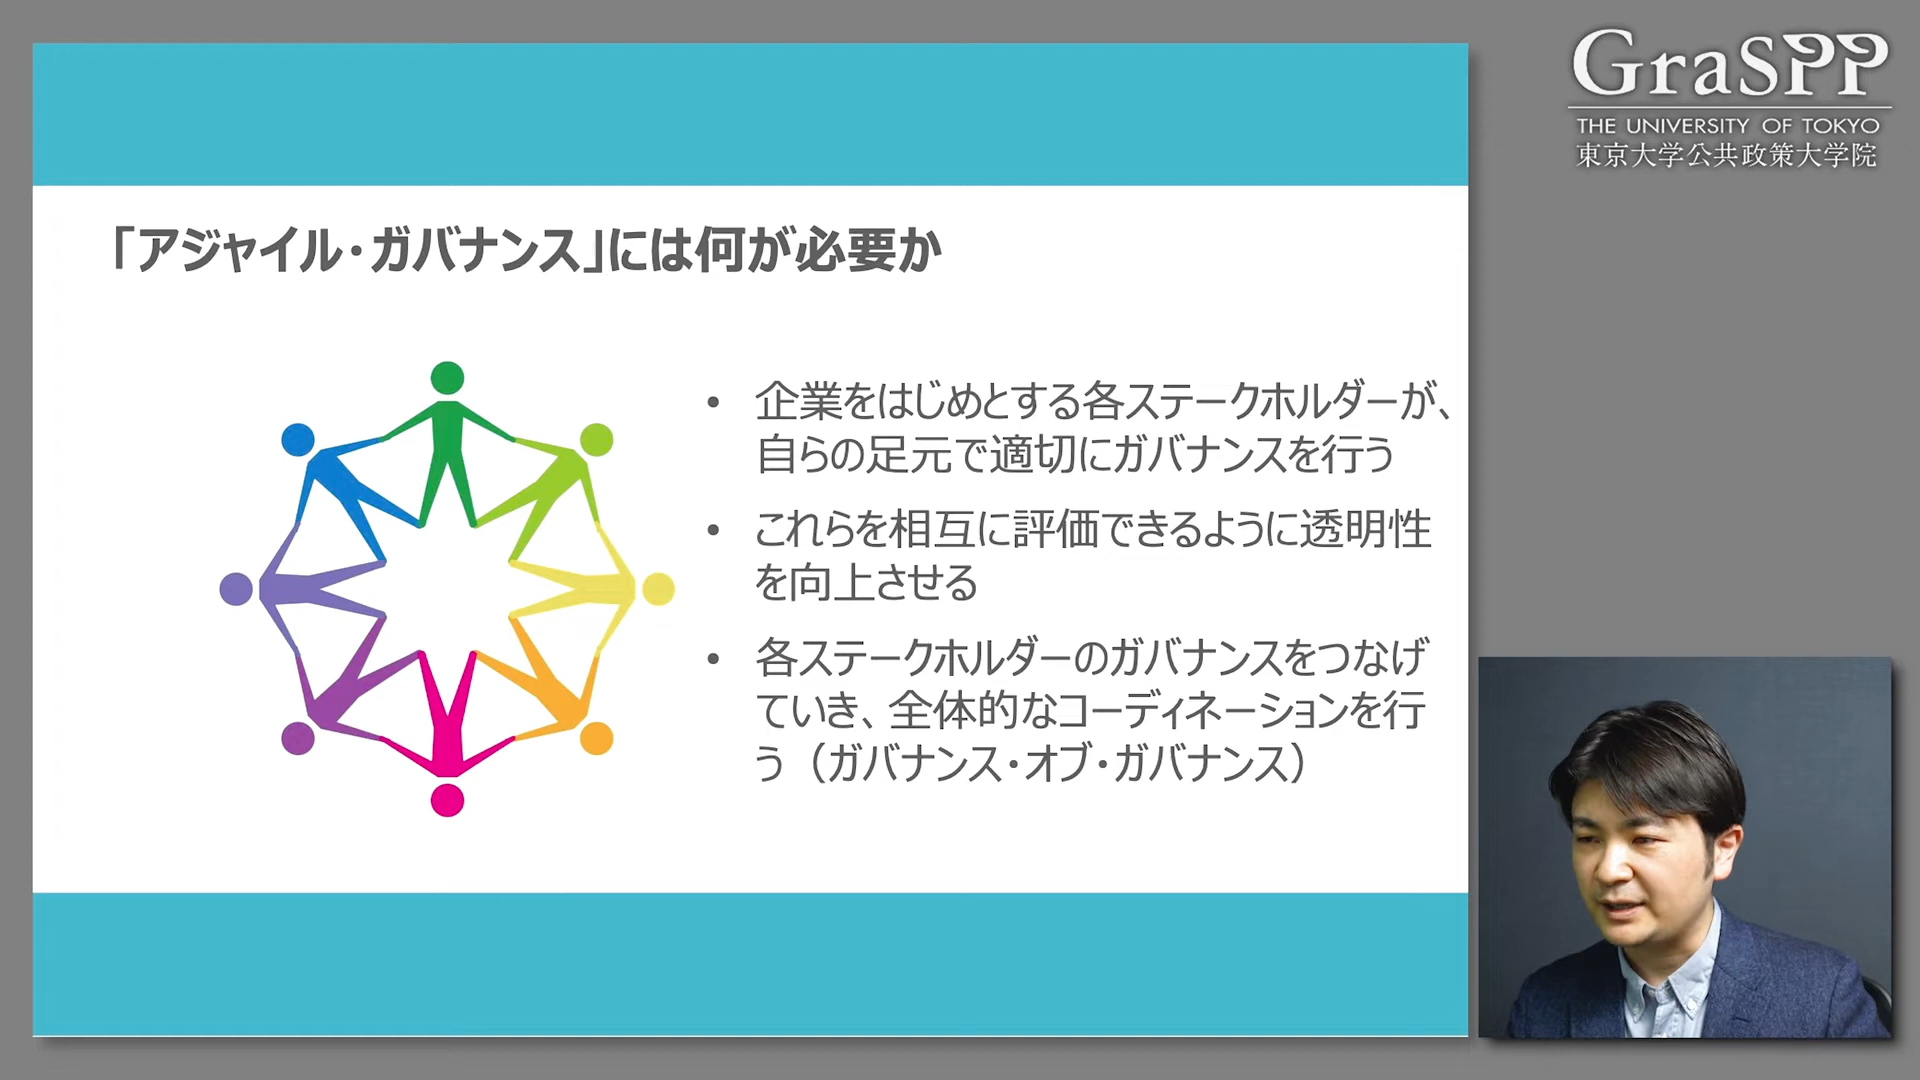 GraSPP
THE UNIVERSITY OF TOKYO
東京大学公共政策大学院
「アジャイル・ガバナンス」には何が必要か
• 企業をはじめとする各ステークホルダーが、
自らの足元で適切にガバナンスを行う
• これらを相互に評価できるように透明性
を向上させる
• 各ステークホルダーのガバナンスをつなげ
ていき、全体的なコーディネーションを行
う（ガバナンス・オブ・ガバナンス）